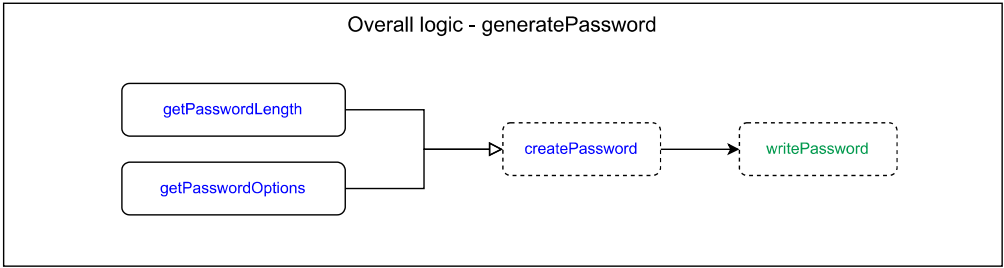 Overall logic - generatePassword
getPasswordLength
getPasswordOptions
createPassword
writePassword